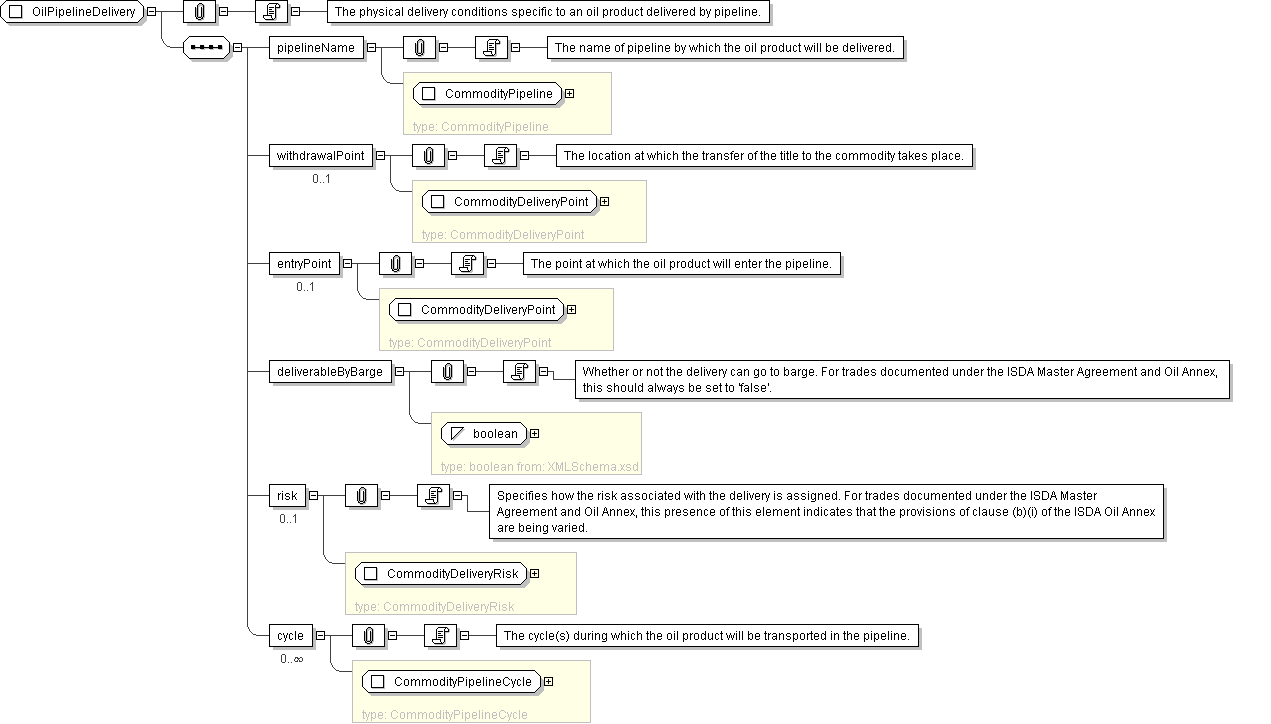 OilPipelineDelivery
The physical delivery conditions specific to an oil product delivered by pipeline.
pipelineName
The name of pipeline by which the oil product will be delivered.
CommodityPipeline
type: CommodityPipeline
withdrawalPoint
The location at which the transfer of the title to the commodity takes place.
0..1
CommodityDeliveryPoint
type: CommodityDeliveryPoint
entryPoint
The point at which the oil product will enter the pipeline.
0..1
CommodityDeliveryPoint
type: CommodityDeliveryPoint
deliverableByBarge
Whether or not the delivery can go to barge. For trades documented under the ISDA Master Agreement and Oil Annex,
this should always be set to 'false'.
boolean
type: boolean from: XMLSchema.xsd
risk
Specifies how the risk associated with the delivery is assigned. For trades documented under the ISDA Master
Agreement and Oil Annex, this presence of this element indicates that the provisions of clause (b)(i) of the ISDA Oil Annex
are being varied.
0..1
CommodityDeliveryRisk
type: CommodityDeliveryRisk
cycle
The cycle(s) during which the oil product will be transported in the pipeline.
0..∞
CommodityPipelineCycle
type: CommodityPipelineCycle